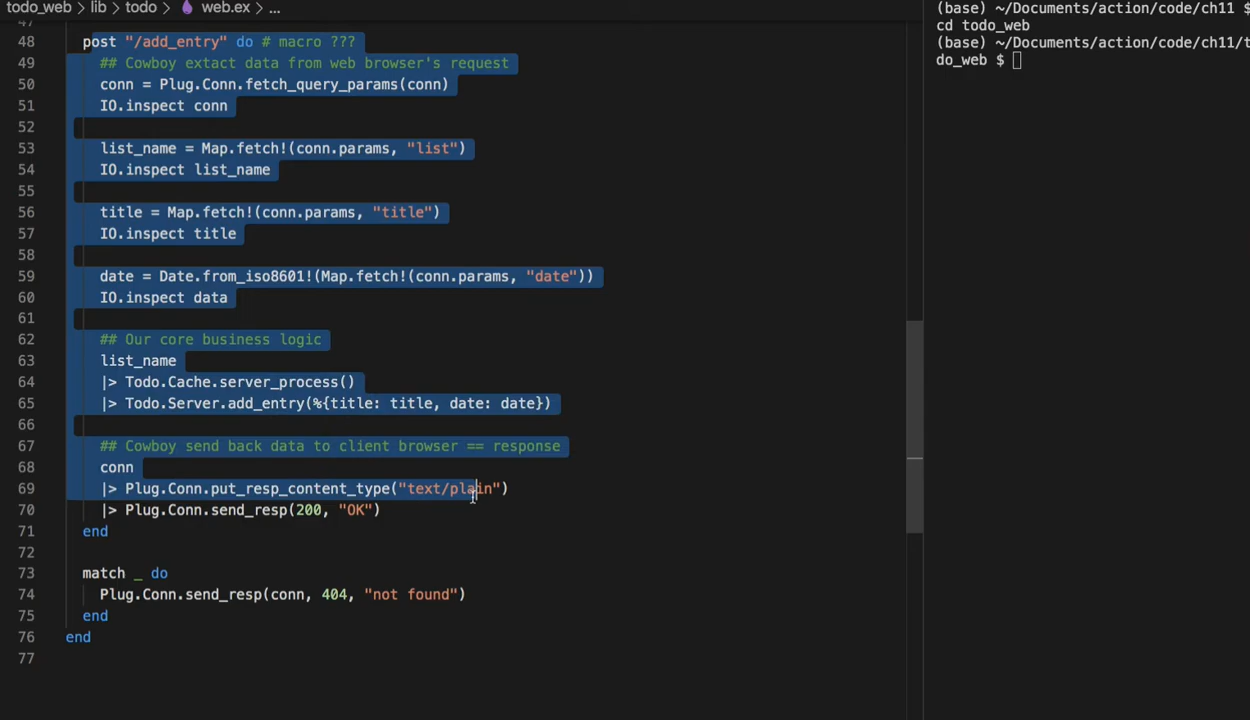 todo_web > lib > todo > web.ex > ...
47
48 post "/add_entry" do # macro ???
49 ## Cowboy extact data from web browser's request
50 conn = Plug.Conn.fetch_query_params(conn)
51 IO.inspect conn
52
53 list_name = Map.fetch!(conn.params, "list")
54 IO.inspect list_name
55
56 title = Map.fetch!(conn.params, "title")
57 IO.inspect title
58
59 date = Date.from_iso8601!(Map.fetch!(conn.params, "date"))
60 IO.inspect data
61
62 ## Our core business logic
63 list_name
64 |> Todo.Cache.server_process()
65 |> Todo.Server.add_entry(%{title: title, date: date})
66
67 ## Cowboy send back data to client browser == response
68 conn
69 |> Plug.Conn.put_resp_content_type("text/plain")
70 |> Plug.Conn.send_resp(200, "OK")
71 end
72
73 match _ do
74 Plug.Conn.send_resp(conn, 404, "not found")
75 end
76 end
77
(base) ~/Documents/action/code/ch11 $
cd todo_web
(base) ~/Documents/action/code/ch11/t
do_web $